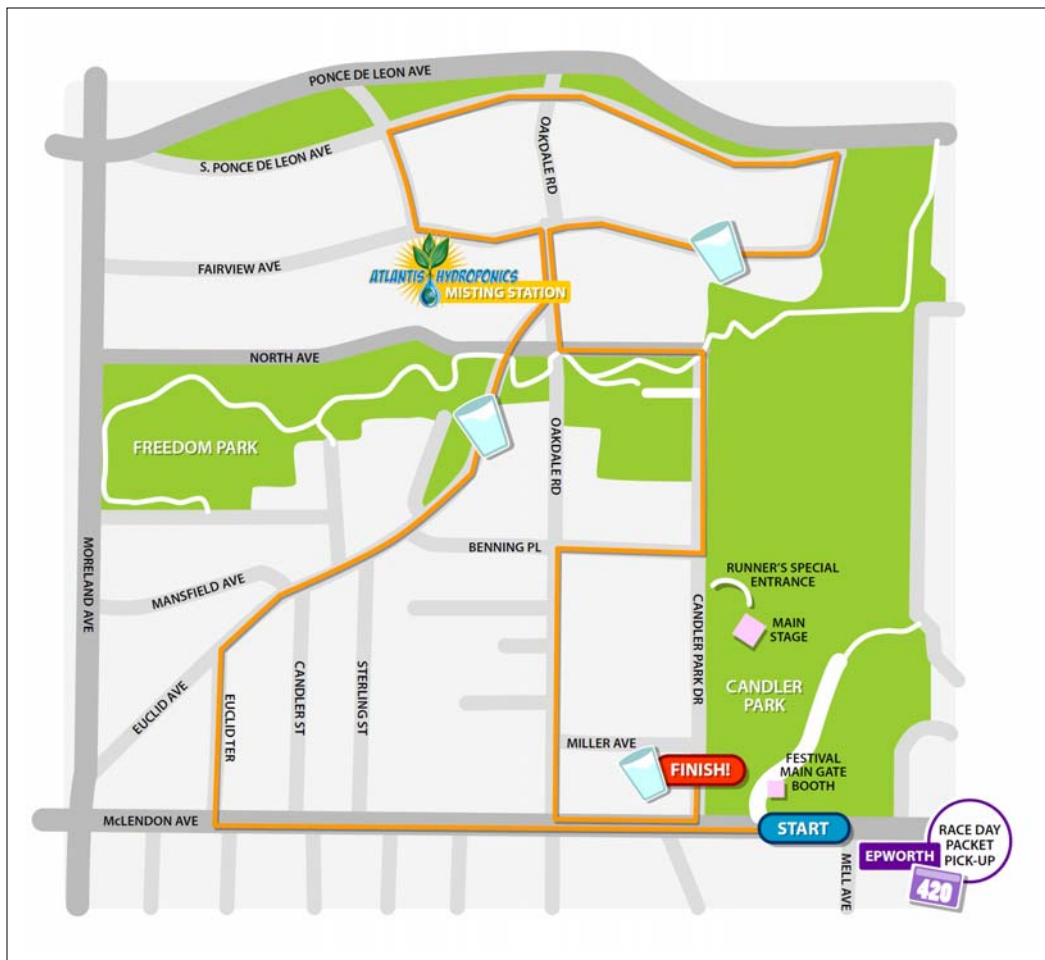 PONCE DE LEON AVE
S. PONCE DE LEON AVE
OAKDALE RD
FAIRVIEW AVE
ATLANTIS HYDROPONICS
MISTING STATION
NORTH AVE
FREEDOM PARK
OAKDALE RD
MORELAND AVE
BENNING PL
MANSFIELD AVE
RUNNER'S SPECIAL
ENTRANCE
MAIN
STAGE
CANDLER PARK DR
CANDLER
PARK
EUCLID AVE
EUCLID TER
CANDLER ST
STERLING ST
MILLER AVE
FINISH!
FESTIVAL
MAIN GATE
BOOTH
McLENDON AVE
START
MELL AVE
EPWORTH
RACE DAY
PACKET
PICK-UP
420